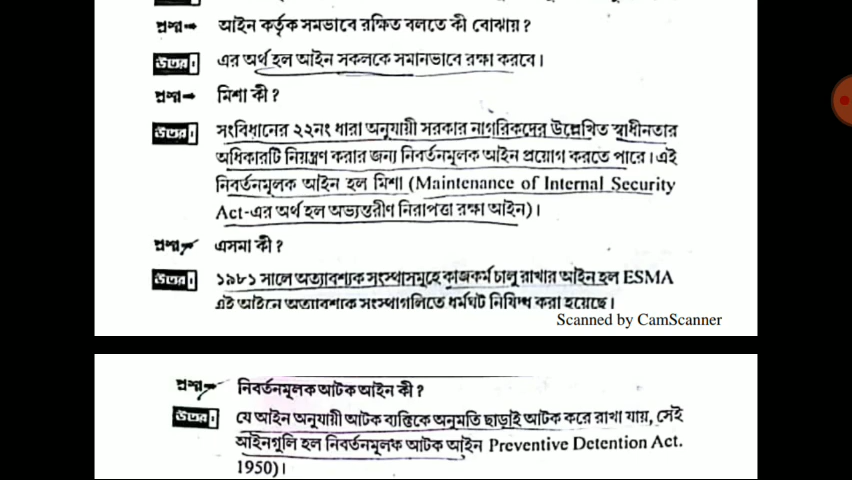 প্রশ্ন➡ আইন কর্তৃক সমভাবে রক্ষিত বলতে কী বোঝায়?
উত্তর। এর অর্থ হল আইন সকলকে সমানভাবে রক্ষা করবে।
প্রশ্ন➡ মিশা কী?
উত্তর। সংবিধানের ২২নং ধারা অনুযায়ী সরকার নাগরিকদের উল্লেখিত স্বাধীনতার
অধিকারটি নিয়ন্ত্রণ করার জন্য নিবর্তনমূলক আইন প্রয়োগ করতে পারে। এই
নিবর্তনমূলক আইন হল মিশা (Maintenance of Internal Security
Act-এর অর্থ হল অভ্যন্তরীণ নিরাপত্তা রক্ষা আইন)।
প্রশ্ন➡ এসমা কী?
উত্তর। ১৯৮১ সালে অত্যাবশ্যক সংস্থাসমূহে কাজকর্ম চালু রাখার আইন হল ESMA
এই আইনে অত্যাবশ্যক সংস্থাগুলিতে ধর্মঘট নিষিদ্ধ করা হয়েছে।
Scanned by CamScanner
প্রশ্ন➡ নিবর্তনমূলক আটক আইন কী?
উত্তর। যে আইন অনুযায়ী আটক ব্যক্তিকে অনুমতি ছাড়াই আটক করে রাখা যায়, সেই
আইনগুলি হল নিবর্তনমূলক আটক আইন Preventive Detention Act.
1950)।